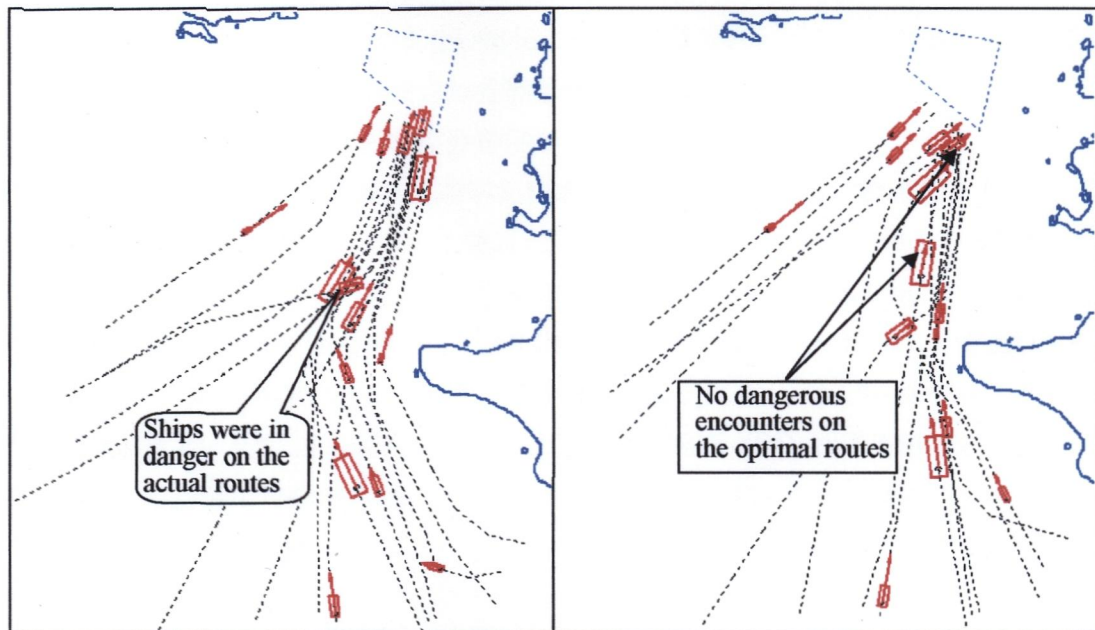 Ships were in
danger on the
actual routes
No dangerous
encounters on
the optimal routes